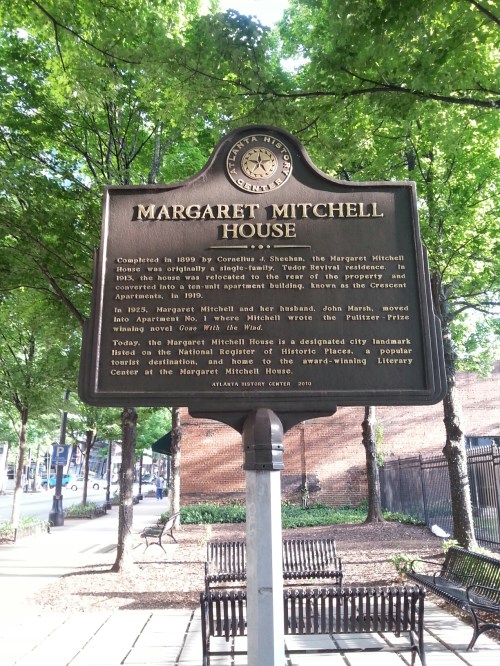 ATLANTA HISTORY
CENTER
MARGARET MITCHELL
HOUSE
Completed in 1899 by Cornelius J. Sheehan, the Margaret Mitchell
House was originally a single-family, Tudor Revival residence. In
1913, the house was relocated to the rear of the property and
converted into a ten-unit apartment building, known as the Crescent
Apartments, in 1919.
In 1925, Margaret Mitchell and her husband, John Marsh, moved
into Apartment No. 1 where Mitchell wrote the Pulitzer-Prize
winning novel Gone With the Wind.
Today, the Margaret Mitchell House is a designated city landmark
listed on the National Register of Historic Places, a popular
tourist destination, and home to the award-winning Literary
Center at the Margaret Mitchell House.
ATLANTA HISTORY CENTER 2010
P